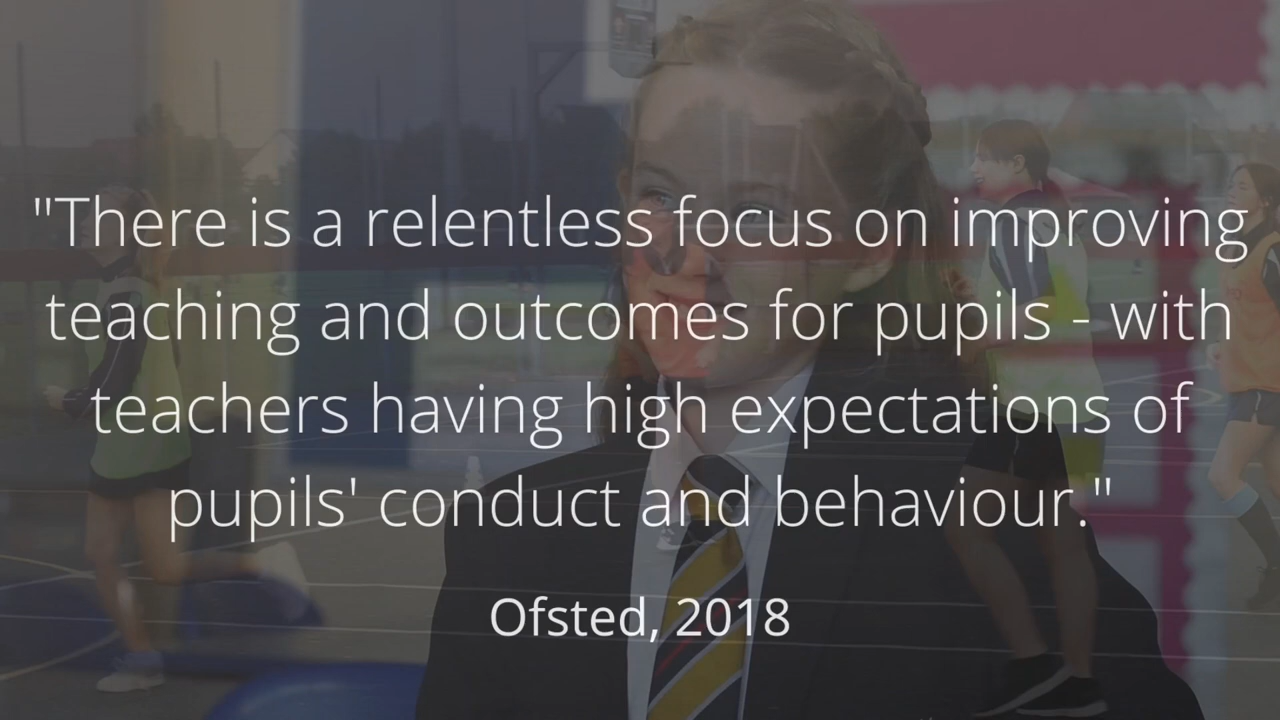 "There is a relentless focus on improving
teaching and outcomes for pupils - with
teachers having high expectations of
pupils' conduct and behaviour."
Ofsted, 2018